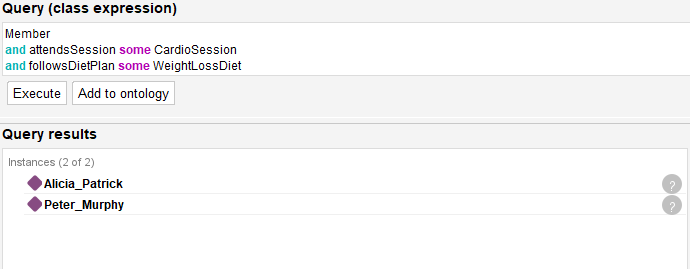 Query (class expression)
Member
and attendsSession some CardioSession
and followsDietPlan some WeightLossDiet
Execute Add to ontology
Query results
Instances (2 of 2)
Alicia_Patrick ?
Peter_Murphy ?